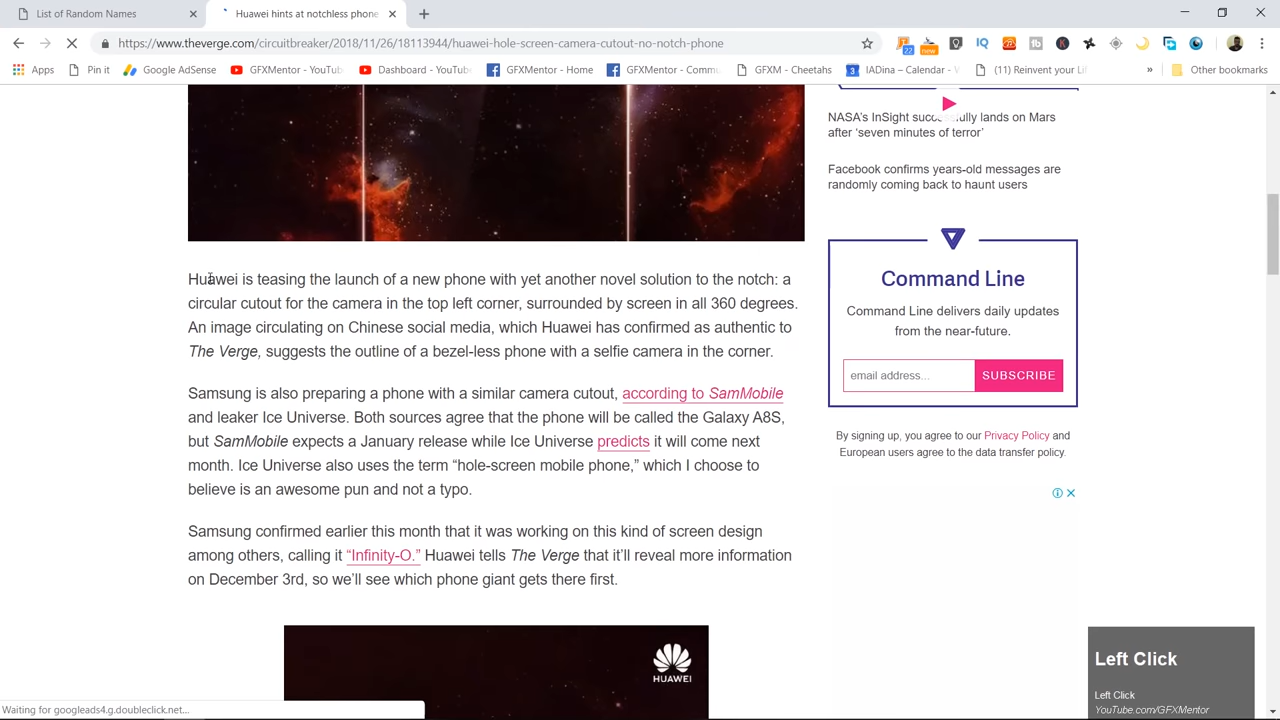 List of Random Names
Huawei hints at notchless phone
https://www.theverge.com/circuitbreaker/2018/11/26/18113944/huawei-hole-screen-camera-cutout-no-notch-phone
22
new
IQ
Apps
Pin it
Google AdSense
GFXMentor - YouTub
Dashboard - YouTub
GFXMentor - Home
GFXMentor - Commu
GFXM - Cheetahs
3
IADina – Calendar - W
(11) Reinvent your Li
»
Other bookmarks
NASA's InSight successfully lands on Mars
after ‘seven minutes of terror’
Facebook confirms years-old messages are
randomly coming back to haunt users
Huawei is teasing the launch of a new phone with yet another novel solution to the notch: a
circular cutout for the camera in the top left corner, surrounded by screen in all 360 degrees.
An image circulating on Chinese social media, which Huawei has confirmed as authentic to
The Verge, suggests the outline of a bezel-less phone with a selfie camera in the corner.
Samsung is also preparing a phone with a similar camera cutout, according to SamMobile
and leaker Ice Universe. Both sources agree that the phone will be called the Galaxy A8S,
but SamMobile expects a January release while Ice Universe predicts it will come next
month. Ice Universe also uses the term “hole-screen mobile phone,” which I choose to
believe is an awesome pun and not a typo.
Samsung confirmed earlier this month that it was working on this kind of screen design
among others, calling it “Infinity-O.” Huawei tells The Verge that it’ll reveal more information
on December 3rd, so we’ll see which phone giant gets there first.
Command Line
Command Line delivers daily updates
from the near-future.
email address...
SUBSCRIBE
By signing up, you agree to our Privacy Policy and
European users agree to the data transfer policy.
HUAWEI
Left Click
Left Click
YouTube.com/GFXMentor
Waiting for googleads4.g.doubleclick.net...